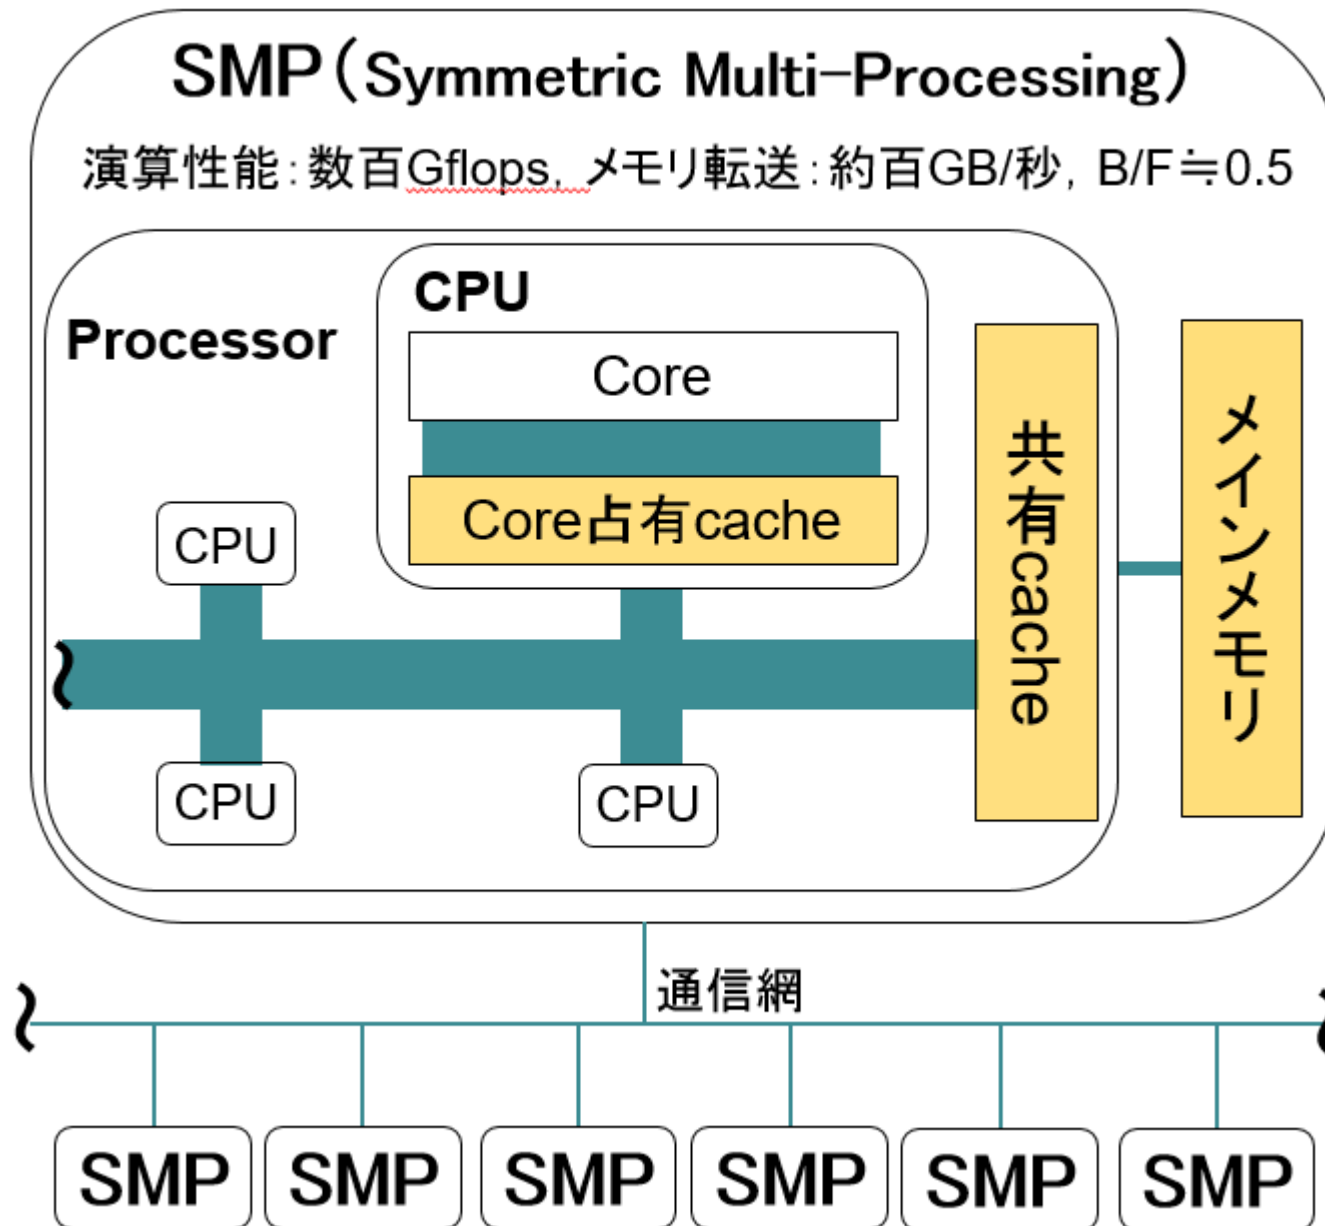 SMP(Symmetric Multi-Processing)
演算性能:数百Gflops, メモリ転送:約百GB/秒, B/F≒0.5
CPU
Processor
Core
Core占有cache
共有cache
メインメモリ
CPU
CPU
CPU
通信網
SMP SMP SMP SMP SMP SMP